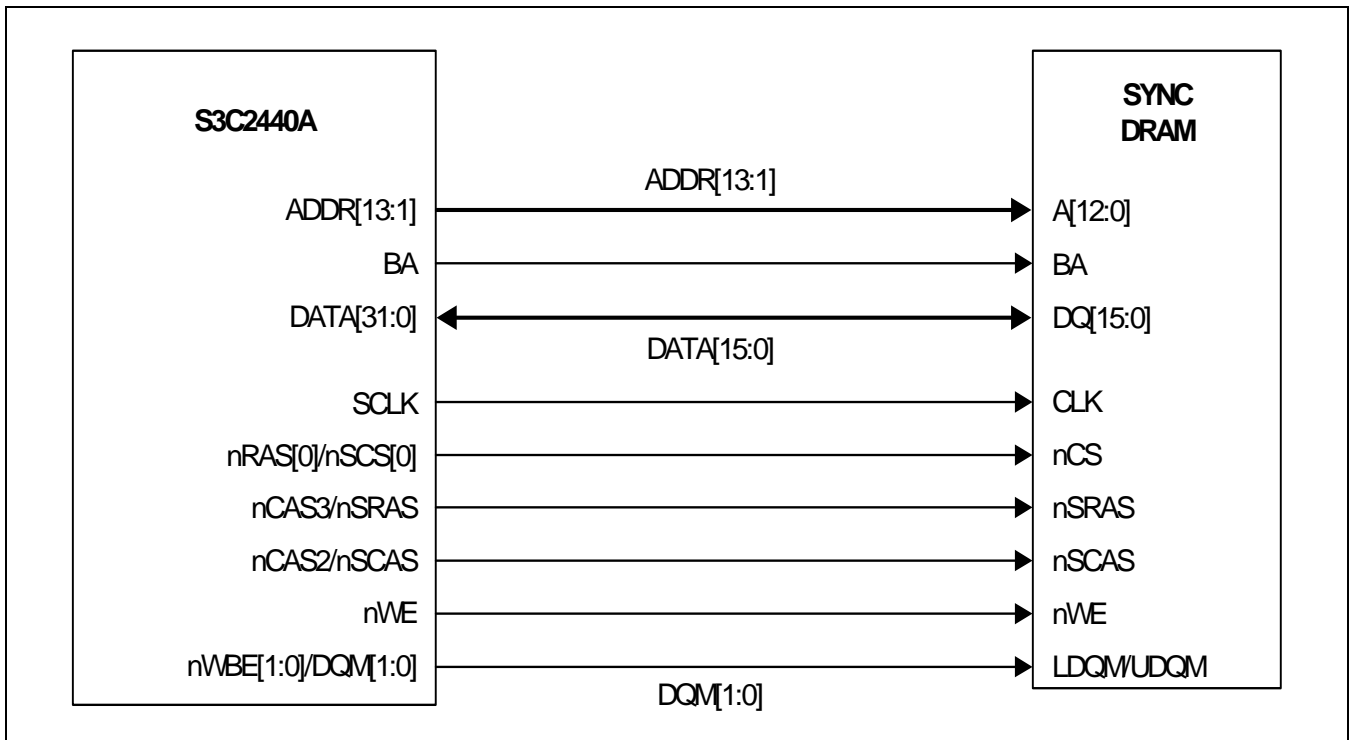 S3C2440A
SYNC
DRAM
ADDR[13:1]
ADDR[13:1]
A[12:0]
BA
BA
DATA[31:0]
DQ[15:0]
DATA[15:0]
SCLK
CLK
nRAS[0]/nSCS[0]
nCS
nCAS3/nSRAS
nSRAS
nCAS2/nSCAS
nSCAS
nWE
nWE
nWBE[1:0]/DQM[1:0]
LDQM/UDQM
DQM[1:0]